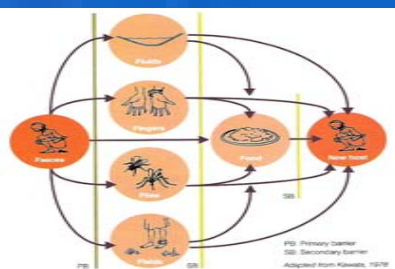 Fluids
Fingers
Faeces
Food
New host
Flies
SB
Fields
PB
SB
PB: Primary barrier
SB: Secondary barrier
Adapted from Kawata, 1978